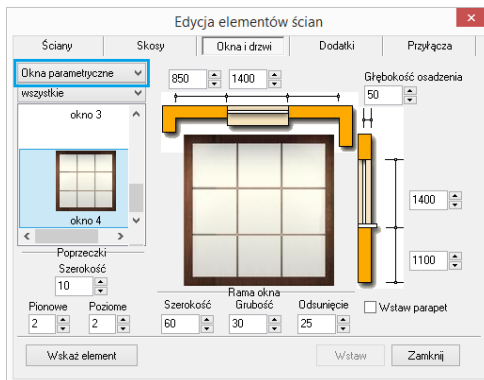 Edycja elementów ścian
Ściany Skosy Okna i drzwi Dodatki Przyłącza
Okna parametryczne
wszystkie
okno 3
okno 4
850 1400
Głębokość osadzenia
50
1400
1100
Poprzeczki
Szerokość
10
Pionowe Poziome
2 2
Rama okna
Szerokość Grubość Odsunięcie
60 30 25
Wstaw parapet
Wskaż element Wstaw Zamknij